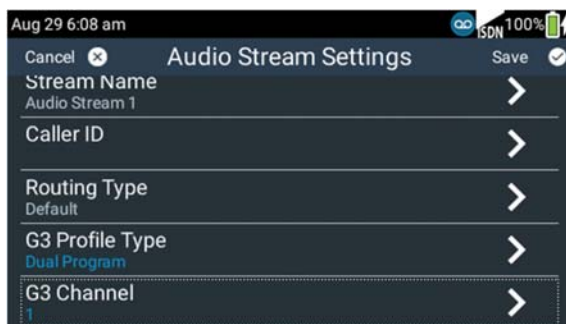 Aug 29 6:08 am ISDN 100%
Cancel Audio Stream Settings Save
Stream Name
Audio Stream 1
Caller ID
Routing Type
Default
G3 Profile Type
Dual Program
G3 Channel
1